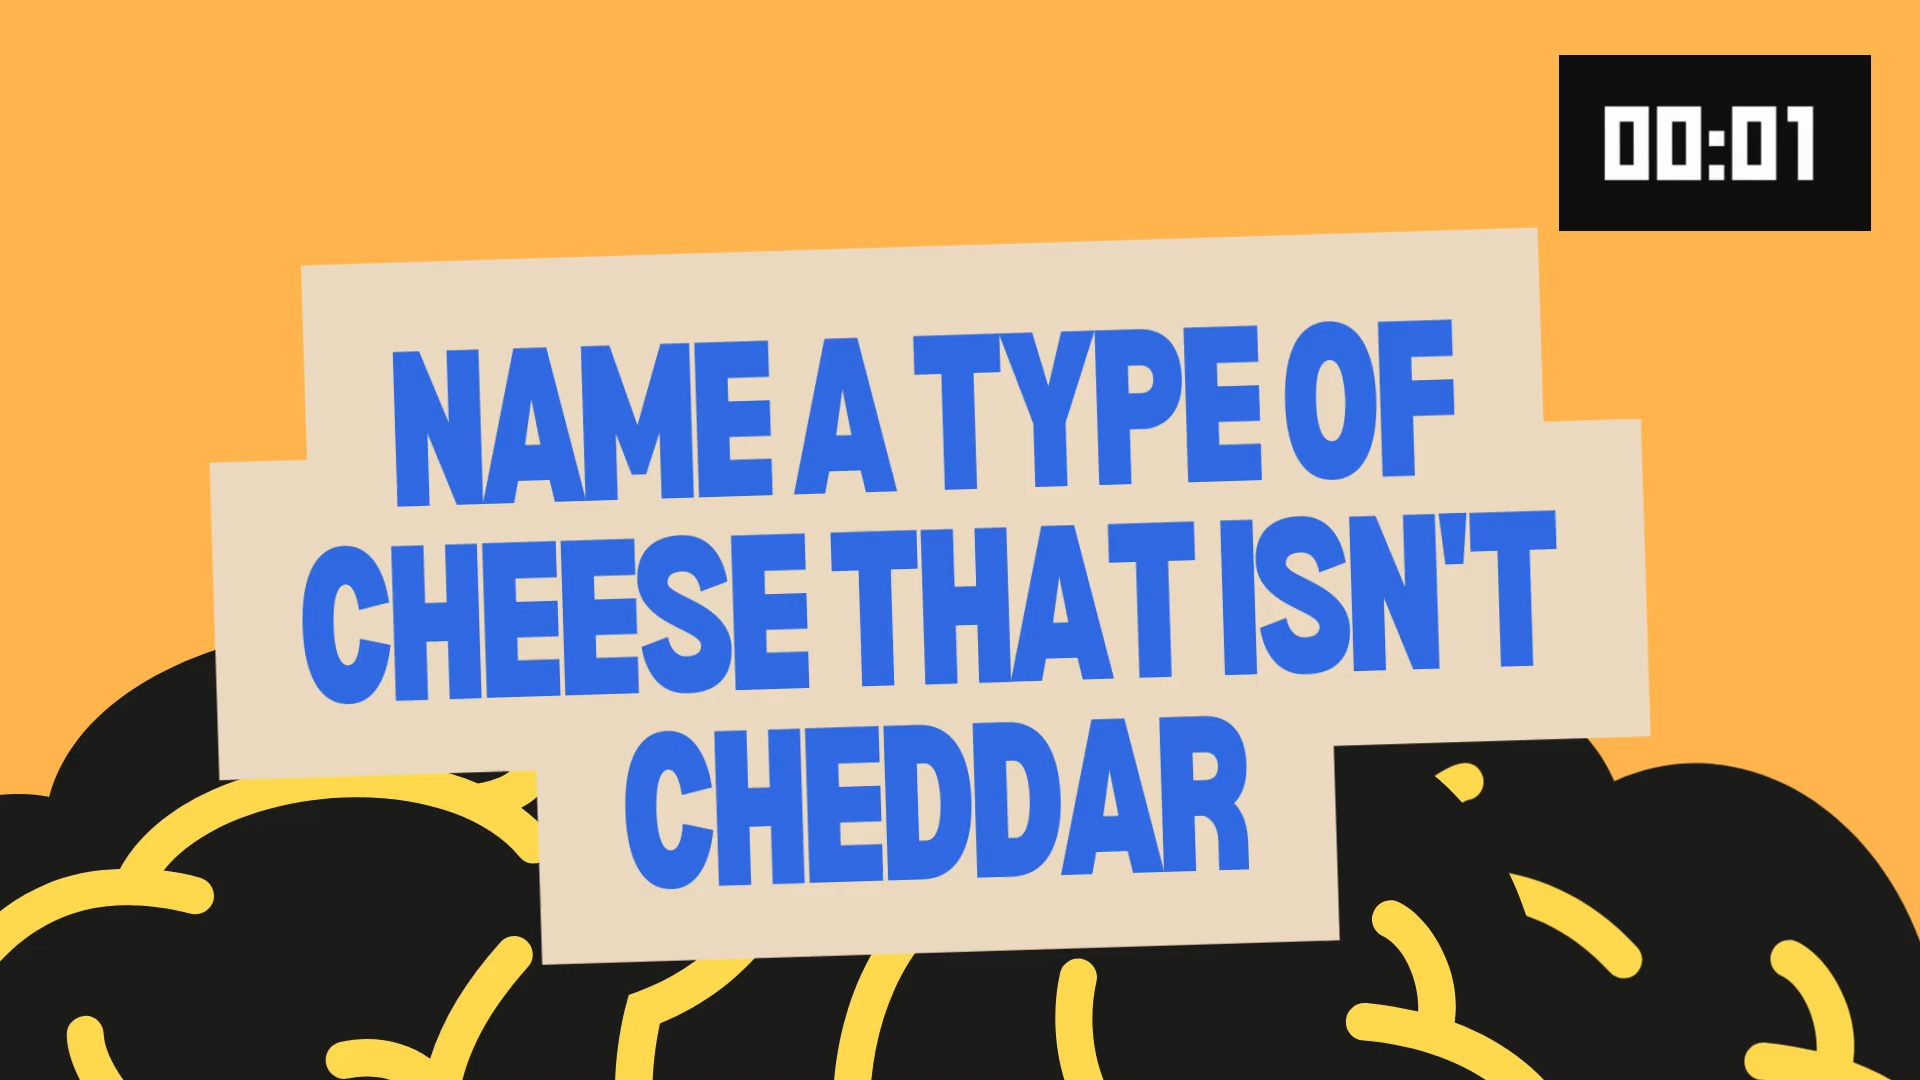 00:01
NAME A TYPE OF
CHEESE THAT ISN'T
CHEDDAR